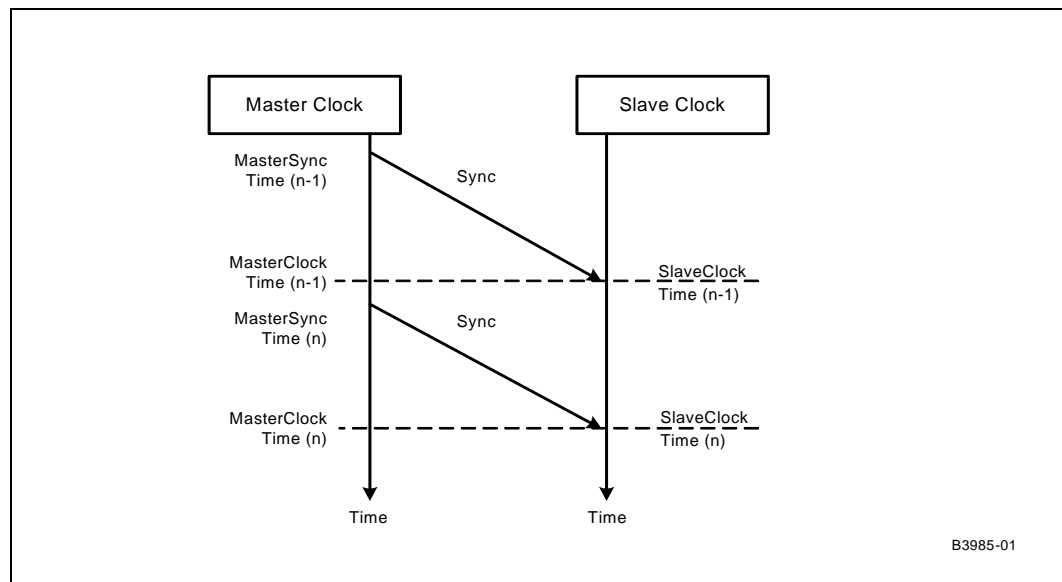 Master Clock
Slave Clock
MasterSync
Time (n-1)
Sync
MasterClock
Time (n-1)
SlaveClock
Time (n-1)
MasterSync
Time (n)
Sync
MasterClock
Time (n)
SlaveClock
Time (n)
Time
Time
B3985-01